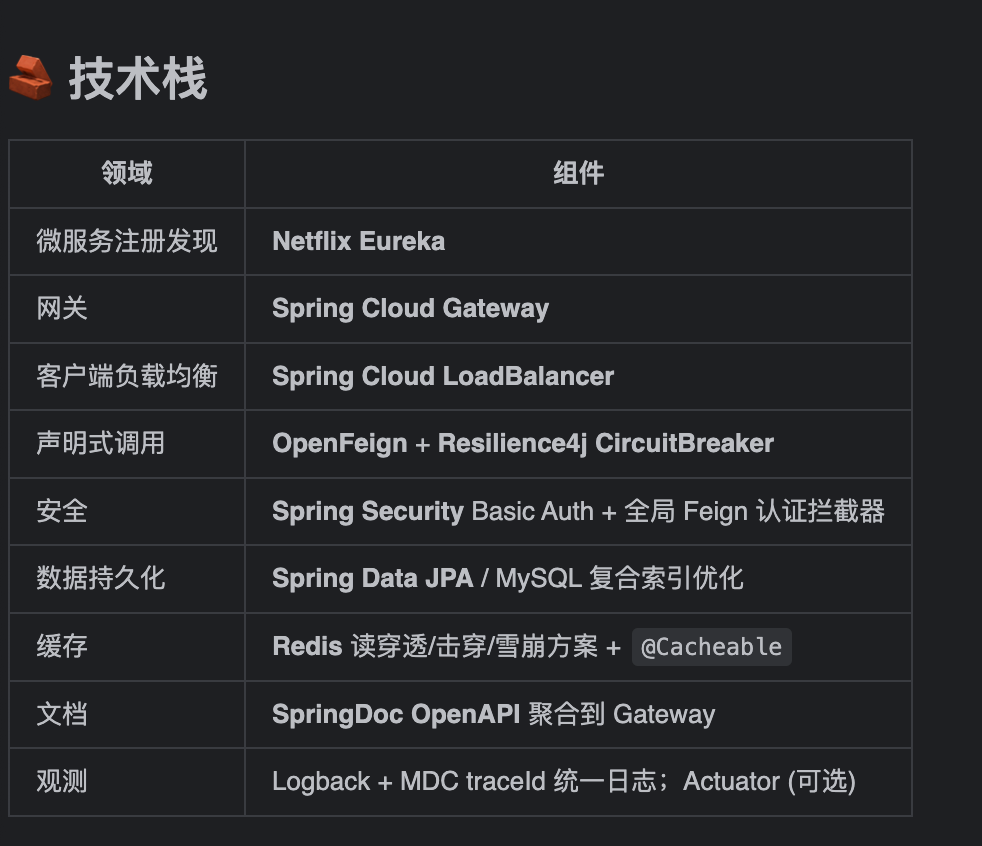 技术栈
领域 组件
微服务注册发现 Netflix Eureka
网关 Spring Cloud Gateway
客户端负载均衡 Spring Cloud LoadBalancer
声明式调用 OpenFeign + Resilience4j CircuitBreaker
安全 Spring Security Basic Auth + 全局 Feign 认证拦截器
数据持久化 Spring Data JPA / MySQL 复合索引优化
缓存 Redis 读穿透/击穿/雪崩方案 + @Cacheable
文档 SpringDoc OpenAPI 聚合到 Gateway
观测 Logback + MDC traceId 统一日志；Actuator (可选)